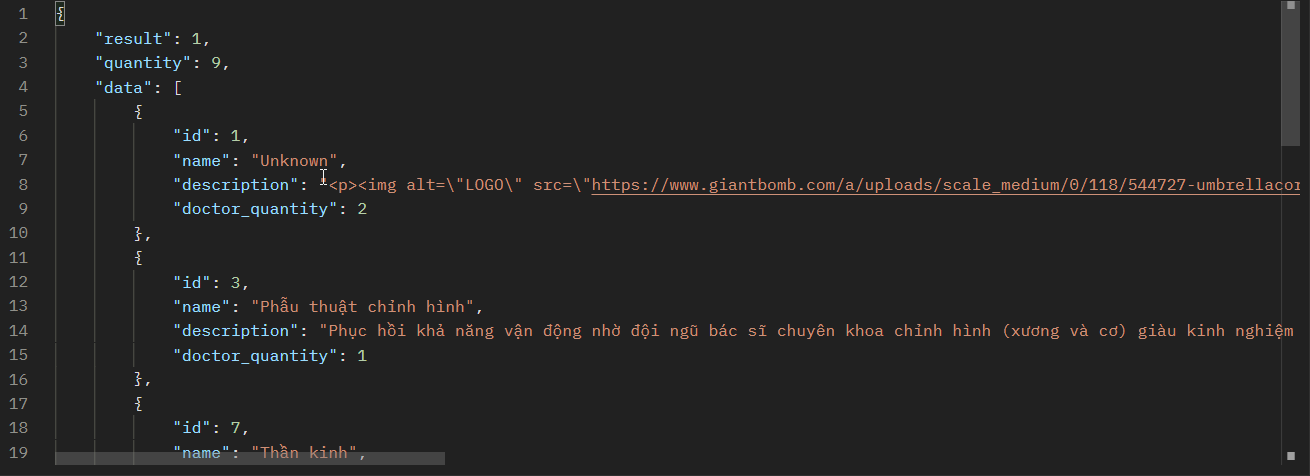 1 {
2 "result": 1,
3 "quantity": 9,
4 "data": [
5 {
6 "id": 1,
7 "name": "Unknown",
8 "description": "<p><img alt=\"LOGO\" src=\"https://www.giantbomb.com/a/uploads/scale_medium/0/118/544727-umbrellacor
9 "doctor_quantity": 2
10 },
11 {
12 "id": 3,
13 "name": "Phẫu thuật chỉnh hình",
14 "description": "Phục hồi khả năng vận động nhờ đội ngũ bác sĩ chuyên khoa chỉnh hình (xương và cơ) giàu kinh nghiệm
15 "doctor_quantity": 1
16 },
17 {
18 "id": 7,
19 "name": "Thần kinh",